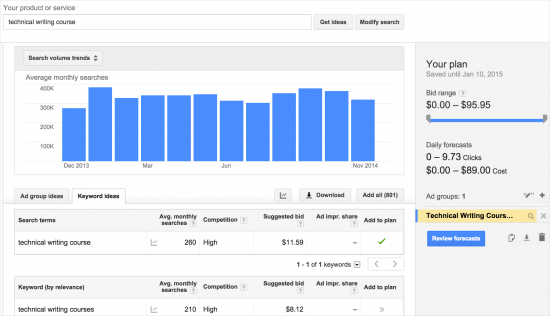 Your product or service
technical writing course
Get ideas
Modify search
Search volume trends
Average monthly searches
400K
300K
200K
100K
Dec 2013
Mar
Jun
Nov 2014
Ad group ideas
Keyword ideas
Download
Add all (801)
Search terms
Avg. monthly searches ?
Competition ?
Suggested bid ?
Ad impr. share ?
Add to plan
technical writing course
260
High
$11.59
–
1 - 1 of 1 keywords
Keyword (by relevance)
Avg. monthly searches ?
Competition ?
Suggested bid ?
Ad impr. share ?
Add to plan
technical writing courses
210
High
$8.12
–
»
Your plan
Saved until Jan 10, 2015
Bid range ?
$0.00 – $95.95
Daily forecasts
0 – 9.73 Clicks
$0.00 – $89.00 Cost
Ad groups: 1
Technical Writing Cours...
Review forecasts